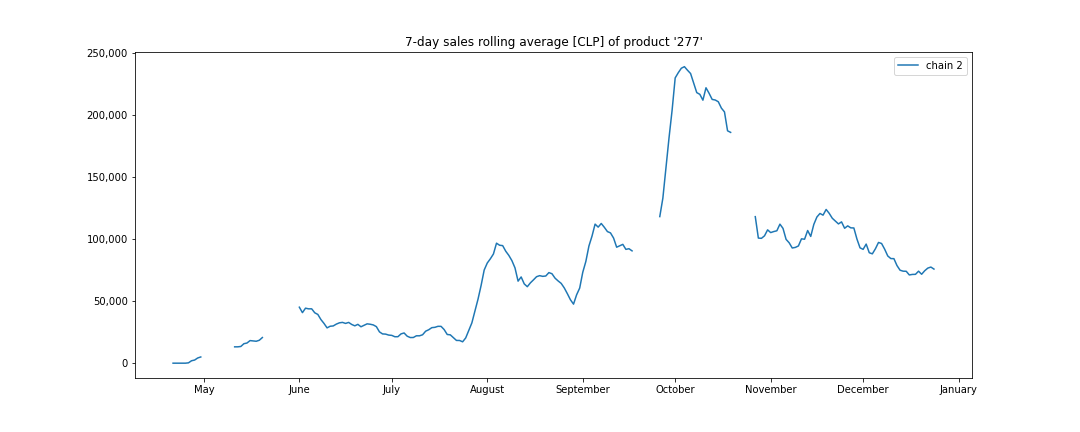 7-day sales rolling average [CLP] of product '277'
250,000
chain 2
200,000
150,000
100,000
50,000
0
May June July August September October November December January